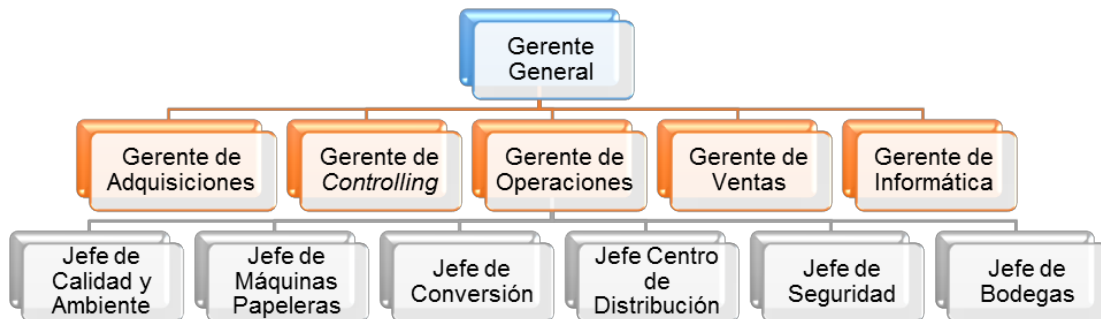 Gerente
General
Gerente de
Adquisiciones
Gerente de
Controlling
Gerente de
Operaciones
Gerente de
Ventas
Gerente de
Informática
Jefe de
Calidad y
Ambiente
Jefe de
Máquinas
Papeleras
Jefe de
Conversión
Jefe Centro
de
Distribución
Jefe de
Seguridad
Jefe de
Bodegas